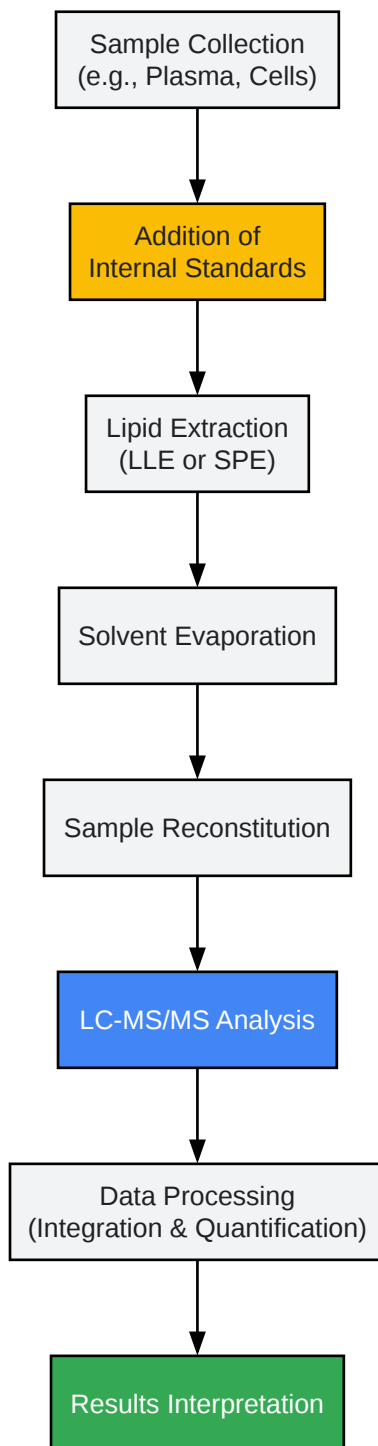 Sample Collection
(e.g., Plasma, Cells)
Addition of
Internal Standards
Lipid Extraction
(LLE or SPE)
Solvent Evaporation
Sample Reconstitution
LC-MS/MS Analysis
Data Processing
(Integration & Quantification)
Results Interpretation